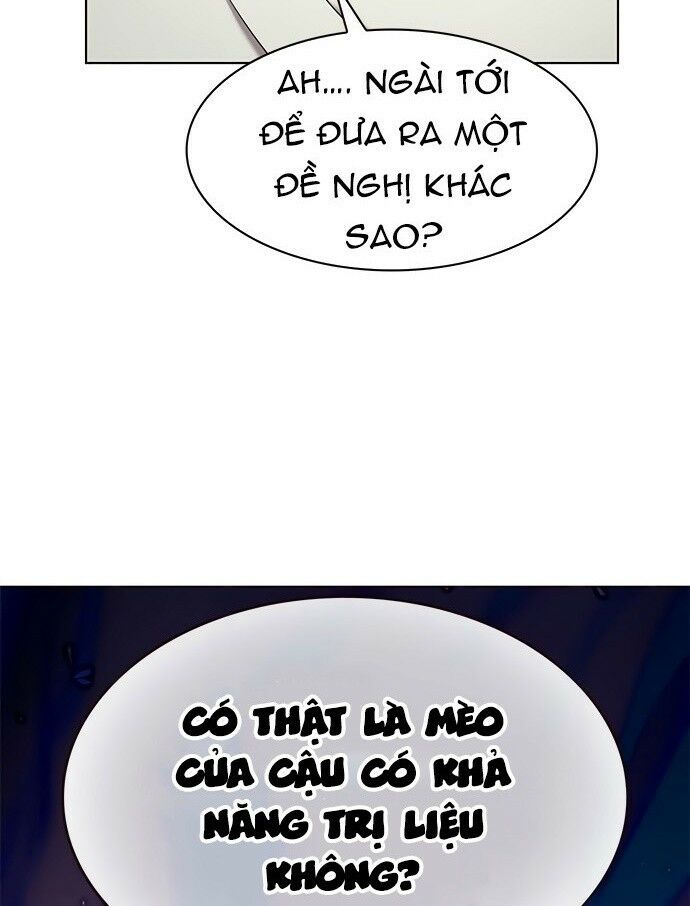 AH.... NGÀI TỚI
ĐỂ ĐƯA RA MỘT
ĐỀ NGHỊ KHÁC
SAO?
CÓ THẬT LÀ MÈO
CỦA CẬU CÓ KHẢ
NĂNG TRỊ LIỆU
KHÔNG?